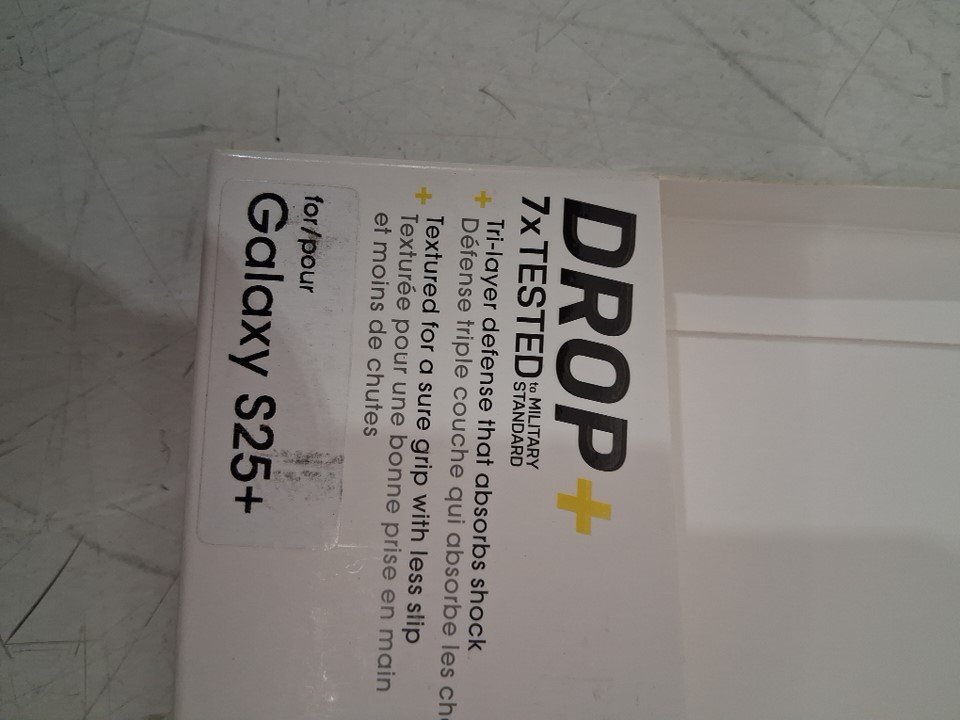 DROP+
7x TESTED to MILITARY STANDARD
+ Tri-layer defense that absorbs shock
Défense triple couche qui absorbe les
+ Textured for a sure grip with less slip
Texturée pour une bonne prise en main
et moins de chutes
for/pour
Galaxy S25+